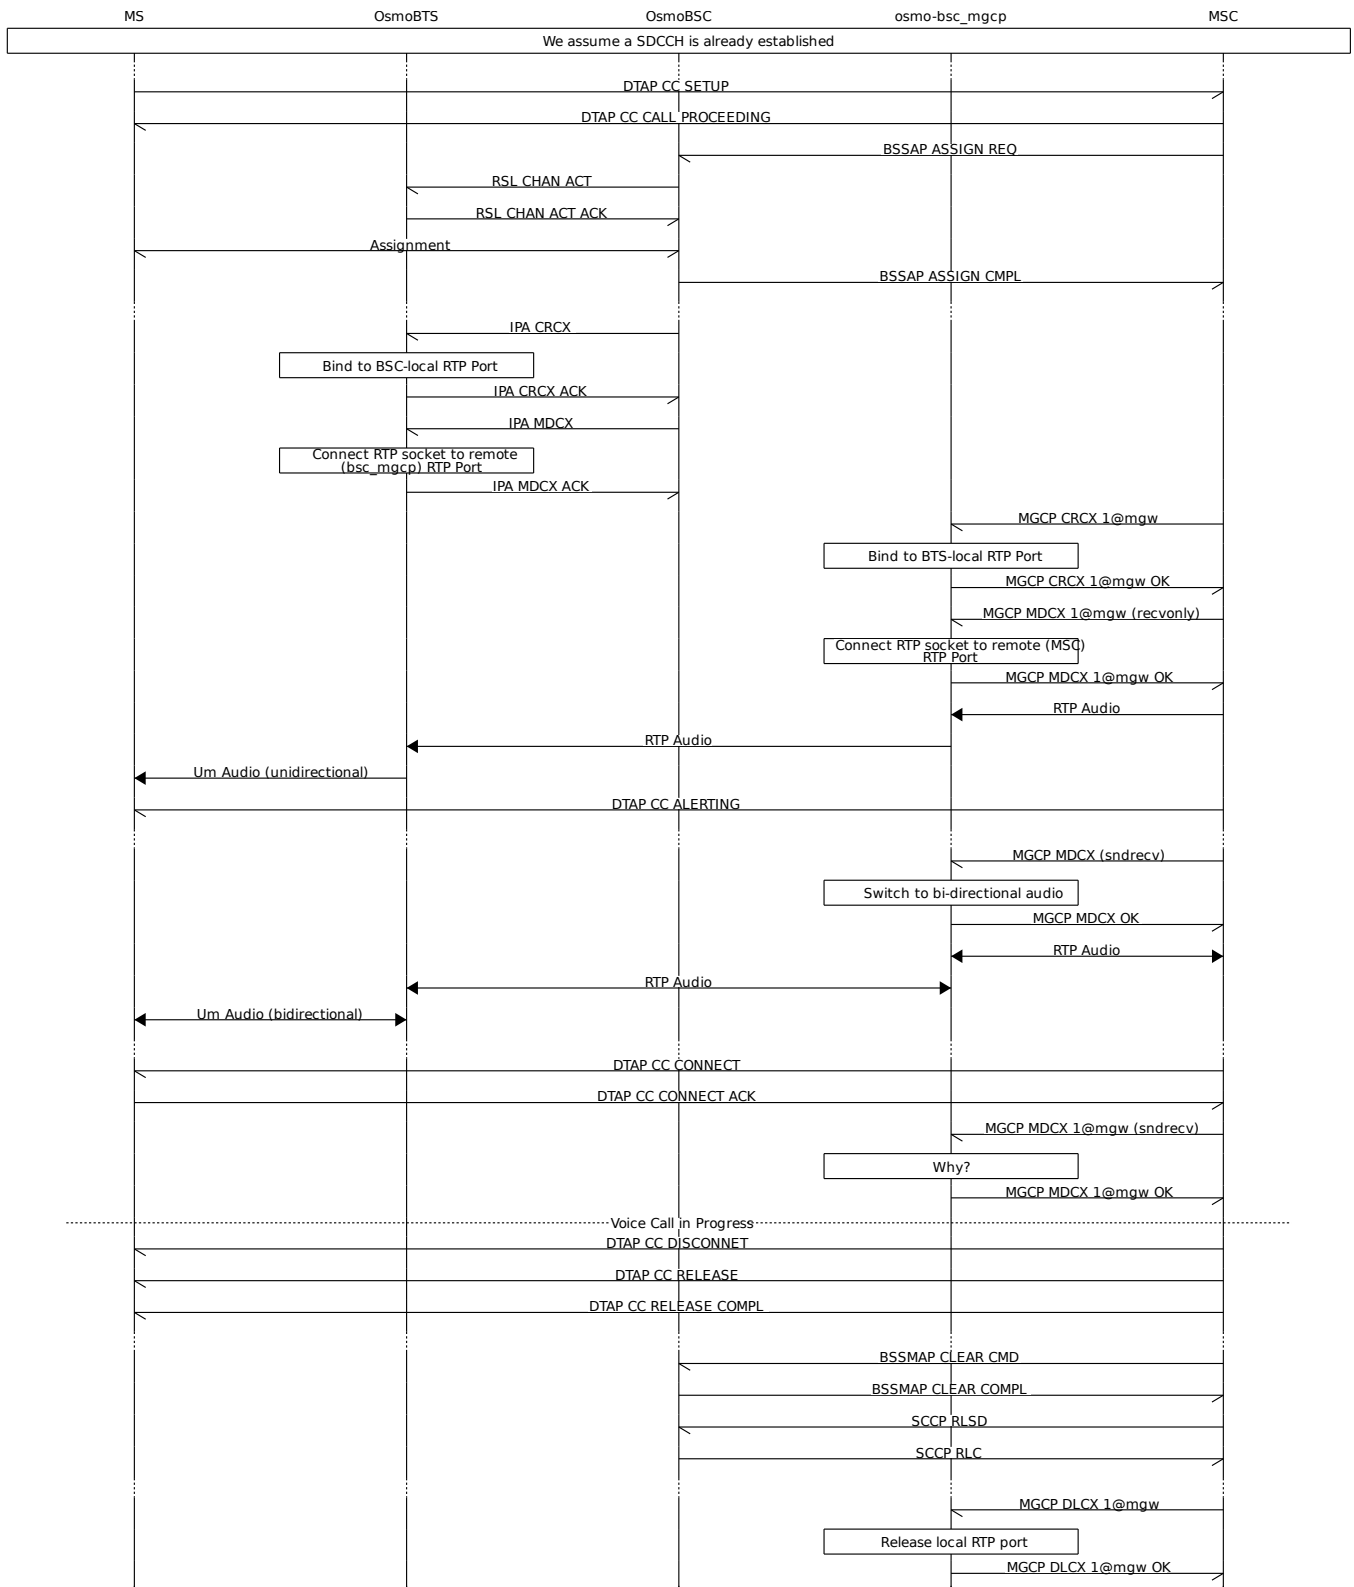 MS OsmoBTS OsmoBSC osmo-bsc_mgcp MSC
We assume a SDCCH is already established
DTAP CC SETUP
DTAP CC CALL PROCEEDING
BSSAP ASSIGN REQ
RSL CHAN ACT
RSL CHAN ACT ACK
Assignment
BSSAP ASSIGN CMPL
IPA CRCX
Bind to BSC-local RTP Port
IPA CRCX ACK
IPA MDCX
Connect RTP socket to remote
(bsc_mgcp) RTP Port
IPA MDCX ACK
MGCP CRCX 1@mgw
Bind to BTS-local RTP Port
MGCP CRCX 1@mgw OK
MGCP MDCX 1@mgw (recvonly)
Connect RTP socket to remote (MSC)
RTP Port
MGCP MDCX 1@mgw OK
RTP Audio
RTP Audio
Um Audio (unidirectional)
DTAP CC ALERTING
MGCP MDCX (sndrecv)
Switch to bi-directional audio
MGCP MDCX OK
RTP Audio
RTP Audio
Um Audio (bidirectional)
DTAP CC CONNECT
DTAP CC CONNECT ACK
MGCP MDCX 1@mgw (sndrecv)
Why?
MGCP MDCX 1@mgw OK
Voice Call in Progress
DTAP CC DISCONNET
DTAP CC RELEASE
DTAP CC RELEASE COMPL
BSSMAP CLEAR CMD
BSSMAP CLEAR COMPL
SCCP RLSD
SCCP RLC
MGCP DLCX 1@mgw
Release local RTP port
MGCP DLCX 1@mgw OK